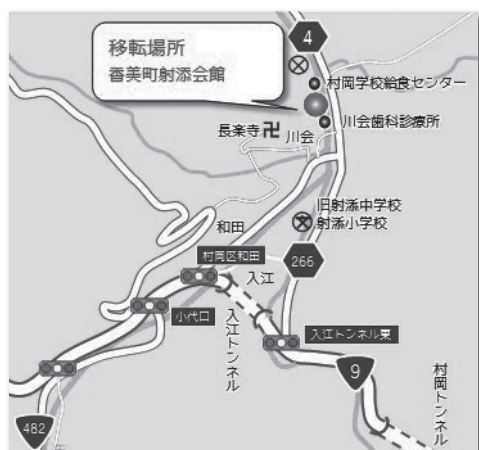 移転場所
香美町射添会館
4
村岡学校給食センター
川会歯科診療所
長楽寺
卍
川会
旧射添中学校
射添小学校
和田
村岡区和田
入江
266
小代口
入江トンネル
入江トンネル東
9
村岡トンネル
482